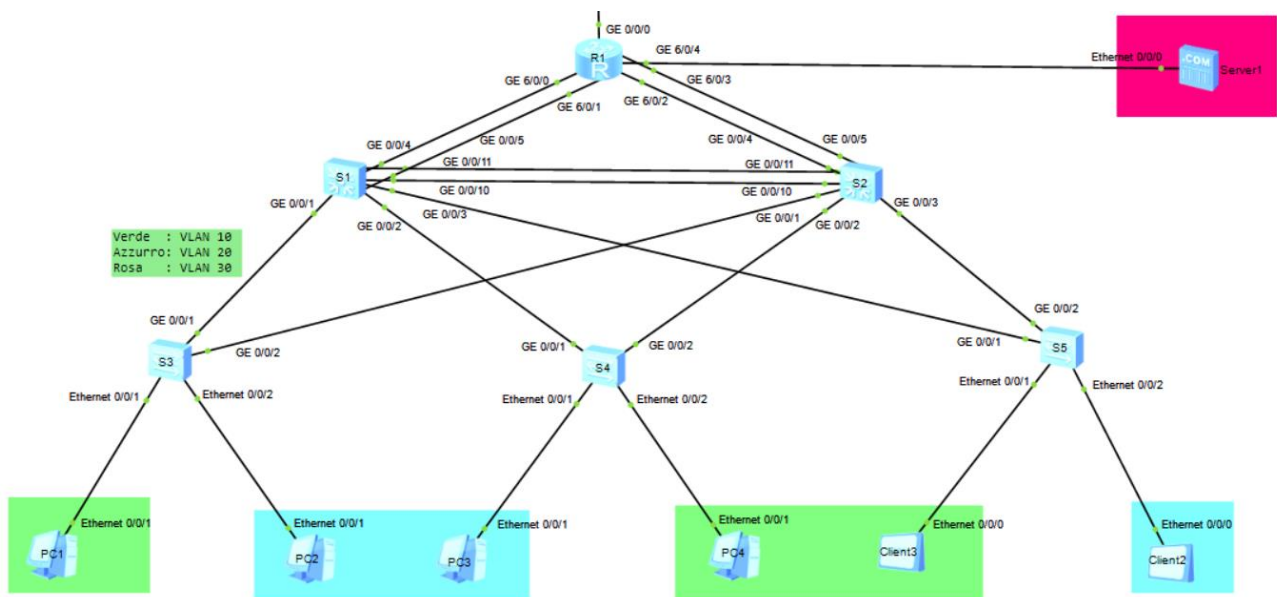 GE 0/0/0
R1
GE 6/0/4
Ethernet 0/0/0
.COM
Server1
GE 6/0/0
GE 6/0/3
R
GE 6/0/1
GE 6/0/2
GE 0/0/4
GE 0/0/5
GE 0/0/4
GE 0/0/5
GE 0/0/11
GE 0/0/11
S1
S2
GE 0/0/10
GE 0/0/10
GE 0/0/1
GE 0/0/3
GE 0/0/2
GE 0/0/1
GE 0/0/2
GE 0/0/3
Verde : VLAN 10
Azzurro: VLAN 20
Rosa : VLAN 30
GE 0/0/1
GE 0/0/2
S3
GE 0/0/1
GE 0/0/2
S4
GE 0/0/2
GE 0/0/1
S5
Ethernet 0/0/1
Ethernet 0/0/2
Ethernet 0/0/1
Ethernet 0/0/2
Ethernet 0/0/1
Ethernet 0/0/2
Ethernet 0/0/1
PC1
Ethernet 0/0/1
PC2
Ethernet 0/0/1
PC3
Ethernet 0/0/1
PC4
Ethernet 0/0/0
Client3
Ethernet 0/0/0
Client2